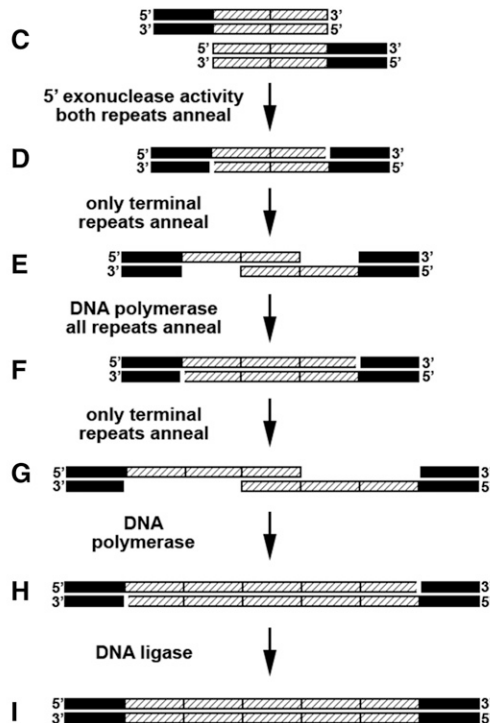 C
5’ 3’
3’ 5’
5’ 3’
3’ 5’
5’ exonuclease activity
both repeats anneal
D
5’ 3’
3’ 5’
only terminal
repeats anneal
E
5’ 3’
3’ 5’
DNA polymerase
all repeats anneal
F
5’ 3’
3’ 5’
only terminal
repeats anneal
G
5’ 3
3’ 5
DNA
polymerase
H
5’ 3
3’ 5
DNA ligase
I
5’ 3
3’ 5